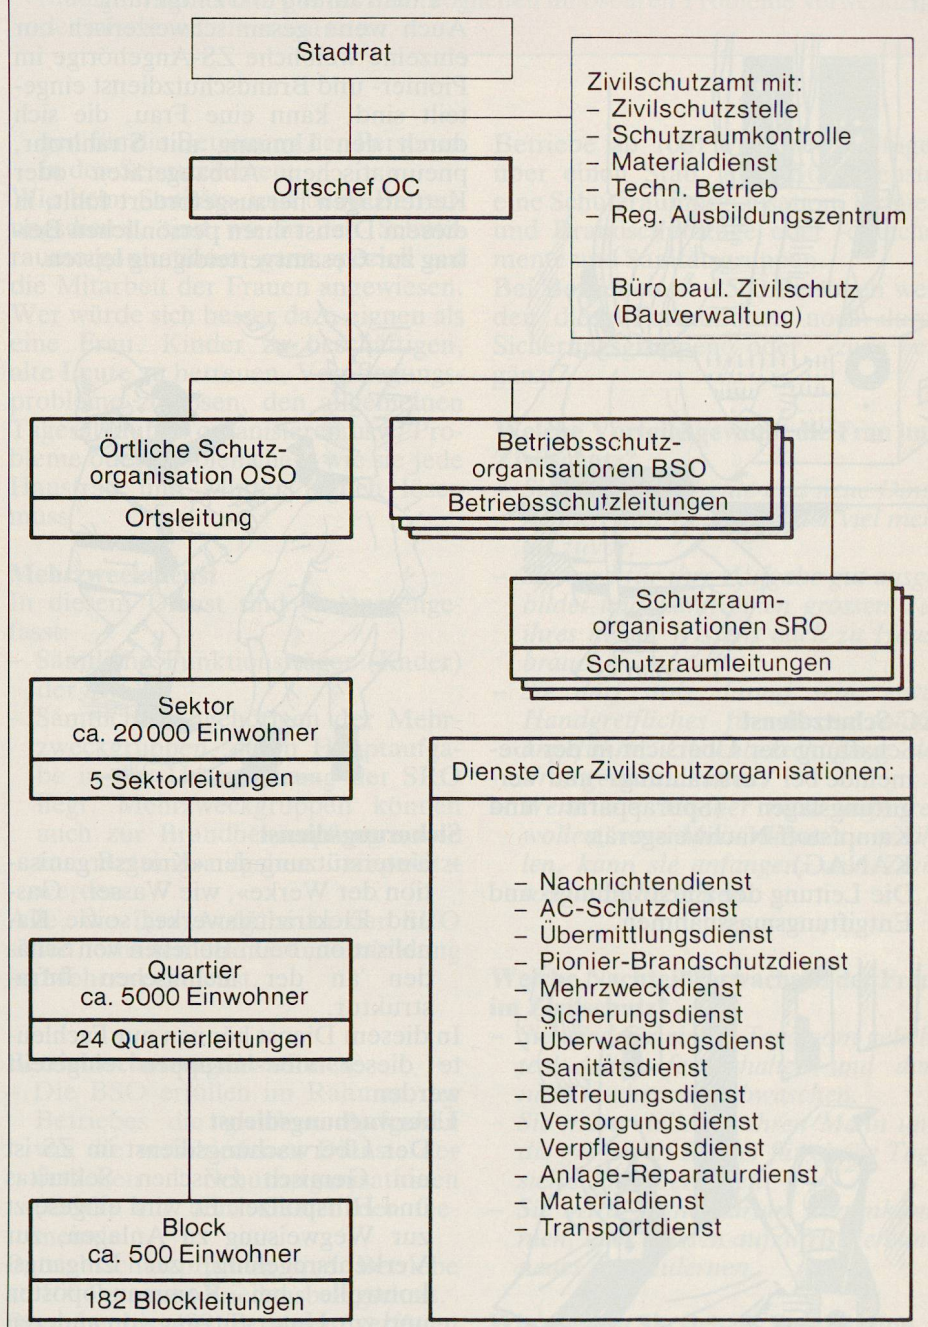 Stadtrat
Zivilschutzamt mit:
– Zivilschutzstelle
– Schutzraumkontrolle
– Materialdienst
– Techn. Betrieb
– Reg. Ausbildungszentrum
Ortschef OC
Büro baul. Zivilschutz
(Bauverwaltung)
Örtliche Schutz-
organisation OSO
Ortsleitung
Betriebsschutz-
organisationen BSO
Betriebsschutzleitungen
Schutzraum-
organisationen SRO
Schutzraumleitungen
Sektor
ca. 20 000 Einwohner
5 Sektorleitungen
Quartier
ca. 5000 Einwohner
24 Quartierleitungen
Block
ca. 500 Einwohner
182 Blockleitungen
Dienste der Zivilschutzorganisationen:
– Nachrichtendienst
– AC-Schutzdienst
– Übermittlungsdienst
– Pionier-Brandschutzdienst
– Mehrzweckdienst
– Sicherungsdienst
– Überwachungsdienst
– Sanitätsdienst
– Betreuungsdienst
– Versorgungsdienst
– Verpflegungsdienst
– Anlage-Reparaturdienst
– Materialdienst
– Transportdienst